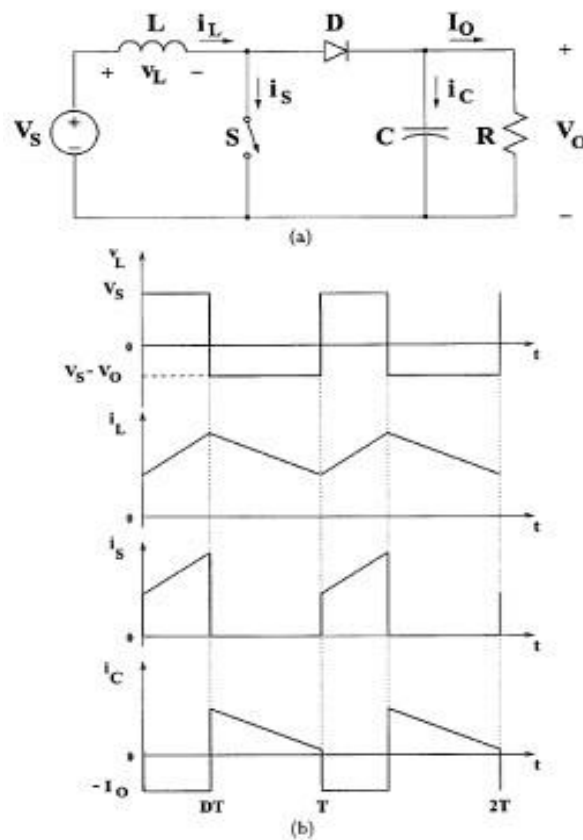 L i_L D I_O
+ v_L − i_S i_C +
V_S + − S C R V_O
−
(a)
v_L
V_S
0 t
V_S − V_O
i_L
0 t
i_S
0 t
i_C
0 t
− I_O
DT T 2T
(b)